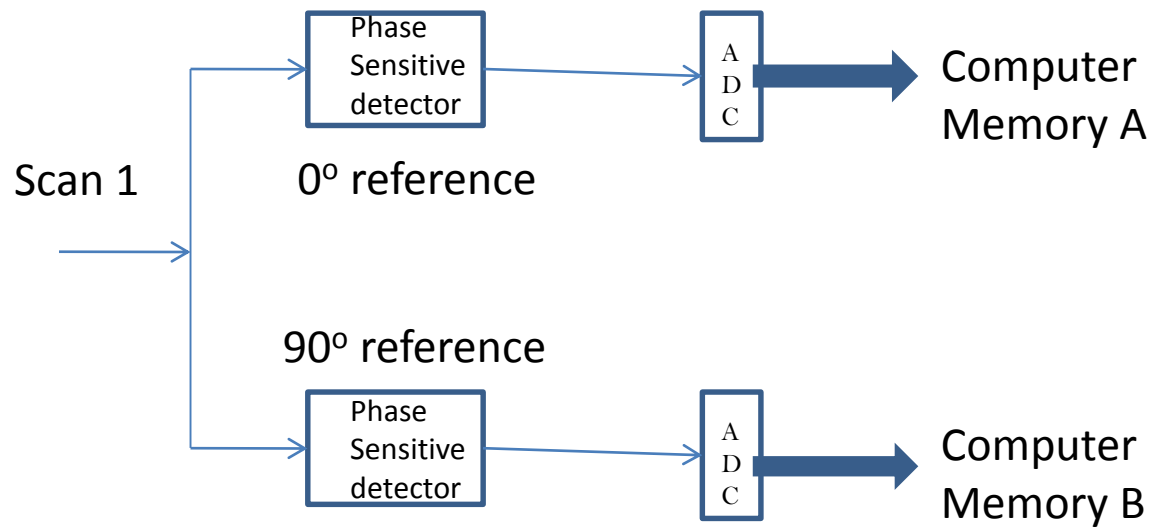 Phase
Sensitive
detector
A
D
C
Computer
Memory A
Scan 1
0º reference
90º reference
Phase
Sensitive
detector
A
D
C
Computer
Memory B